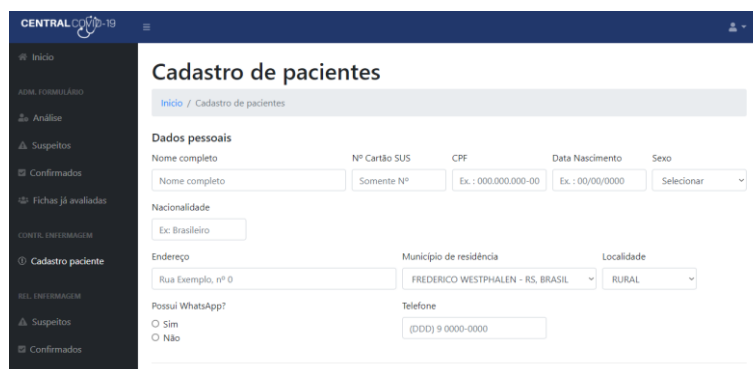 CENTRAL COVID-19
Início
ADM. FORMULÁRIO
Análise
Suspeitos
Confirmados
Fichas já avaliadas
CONTR. ENFERMAGEM
Cadastro paciente
REL. ENFERMAGEM
Suspeitos
Confirmados
Cadastro de pacientes
Início / Cadastro de pacientes
Dados pessoais
Nome completo Nº Cartão SUS CPF Data Nascimento Sexo
Nome completo Somente Nº Ex.: 000.000.000-00 Ex.: 00/00/0000 Selecionar
Nacionalidade
Ex: Brasileiro
Endereço Município de residência Localidade
Rua Exemplo, nº 0 FREDERICO WESTPHALEN - RS, BRASIL RURAL
Possui WhatsApp? Telefone
Sim (DDD) 9 0000-0000
Não